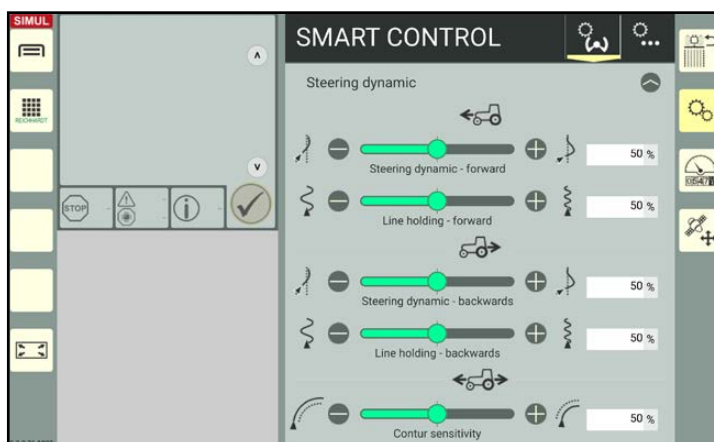 SIMUL
SMART CONTROL
Steering dynamic
REICHHARDT
Steering dynamic - forward
50 %
Line holding - forward
50 %
STOP
Steering dynamic - backwards
50 %
Line holding - backwards
50 %
Contur sensitivity
50 %